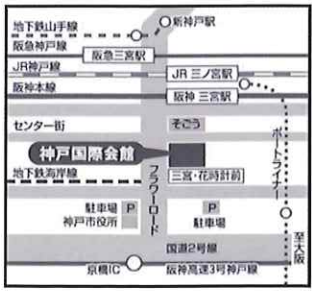 新神戸駅
地下鉄山手線
阪急神戸線
阪急三宮駅
JR神戸線
JR 三ノ宮駅
阪神本線
阪神 三宮駅
センター街
そごう
神戸国際会館
地下鉄海岸線
三宮・花時計前
フラワーロード
ポートライナー
駐車場 P
神戸市役所
P
駐車場
至大阪
国道2号線
京橋IC
阪神高速3号神戸線